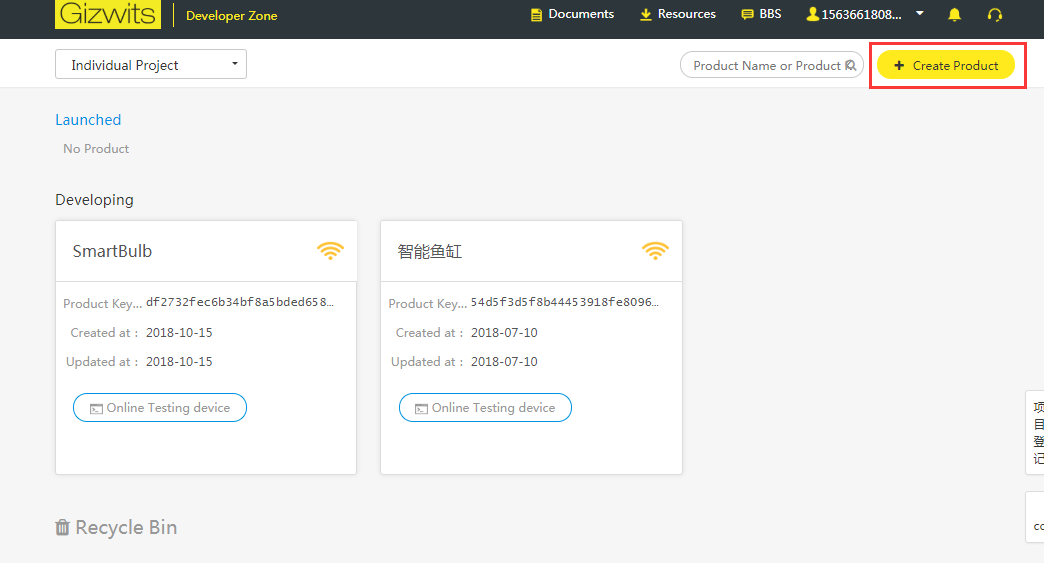 Gizwits Developer Zone Documents Resources BBS 1563661808...
Individual Project Product Name or Product Create Product
Launched
No Product
Developing
SmartBulb
Product Key... df2732fec6b34bf8a5bded658...
Created at : 2018-10-15
Updated at : 2018-10-15
Online Testing device
智能鱼缸
Product Key... 54d5f3d5f8b44453918fe8096...
Created at : 2018-07-10
Updated at : 2018-07-10
Online Testing device
Recycle Bin
项
目
登
记